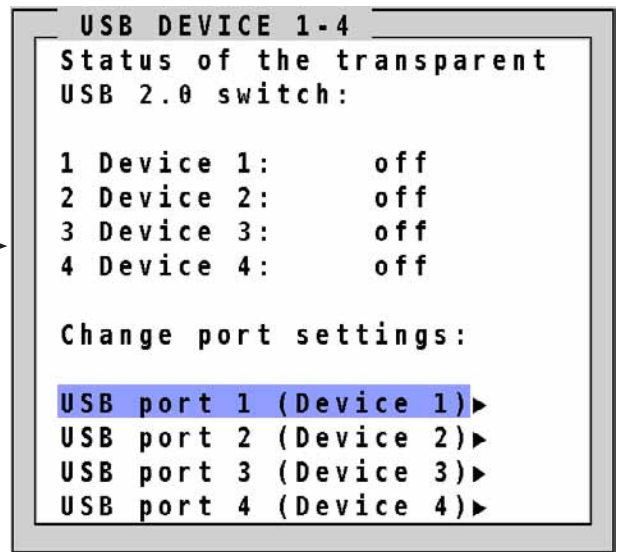 USB DEVICE 1-4
Status of the transparent
USB 2.0 switch:
1 Device 1: off
2 Device 2: off
3 Device 3: off
4 Device 4: off
Change port settings:
USB port 1 (Device 1)▶
USB port 2 (Device 2)▶
USB port 3 (Device 3)▶
USB port 4 (Device 4)▶